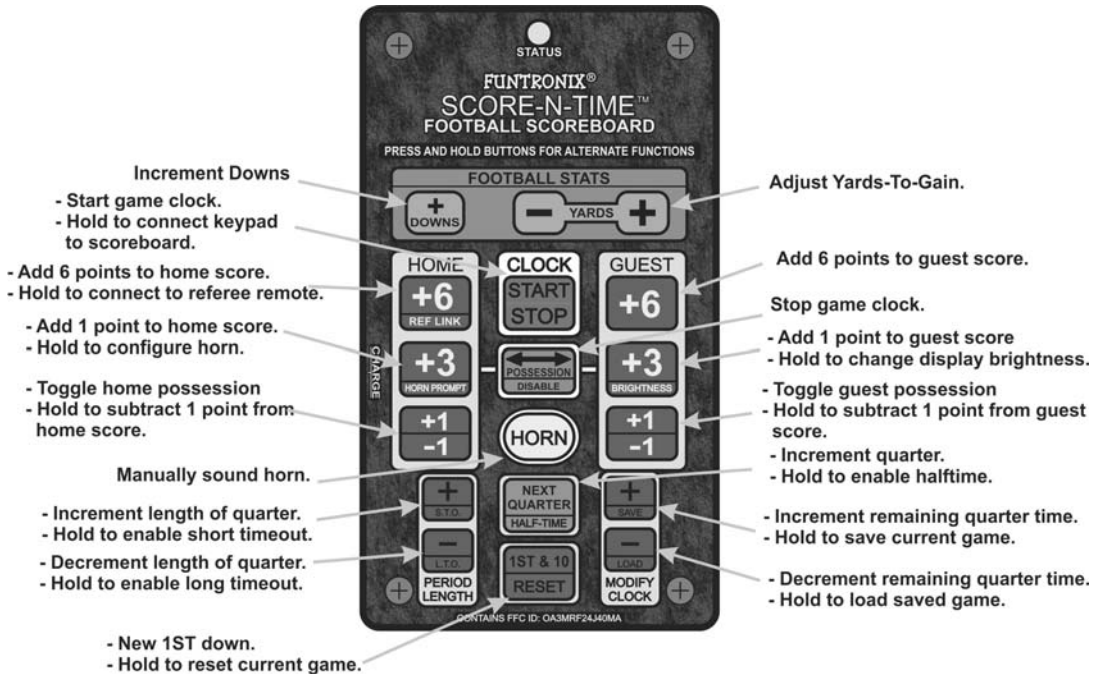 STATUS
FUNTRONIX®
SCORE-N-TIME™
FOOTBALL SCOREBOARD
PRESS AND HOLD BUTTONS FOR ALTERNATE FUNCTIONS
FOOTBALL STATS
+
DOWNS
− YARDS +
HOME
CLOCK
GUEST
+6
REF LINK
START
STOP
+6
+3
HORN PROMPT
POSSESSION
DISABLE
+3
BRIGHTNESS
CHARGE
+1
-1
HORN
+1
-1
+
S.T.O.
NEXT
QUARTER
HALF-TIME
+
SAVE
−
L.T.O.
1ST & 10
RESET
−
LOAD
PERIOD
LENGTH
MODIFY
CLOCK
CONTAINS FFC ID: OA3MRF24J40MA
Increment Downs
- Start game clock.
- Hold to connect keypad
to scoreboard.
- Add 6 points to home score.
- Hold to connect to referee remote.
- Add 1 point to home score.
- Hold to configure horn.
- Toggle home possession
- Hold to subtract 1 point from
home score.
Manually sound horn.
- Increment length of quarter.
- Hold to enable short timeout.
- Decrement length of quarter.
- Hold to enable long timeout.
- New 1ST down.
- Hold to reset current game.
Adjust Yards-To-Gain.
Add 6 points to guest score.
Stop game clock.
- Add 1 point to guest score
- Hold to change display brightness.
- Toggle guest possession
- Hold to subtract 1 point from guest
score.
- Increment quarter.
- Hold to enable halftime.
- Increment remaining quarter time.
- Hold to save current game.
- Decrement remaining quarter time.
- Hold to load saved game.